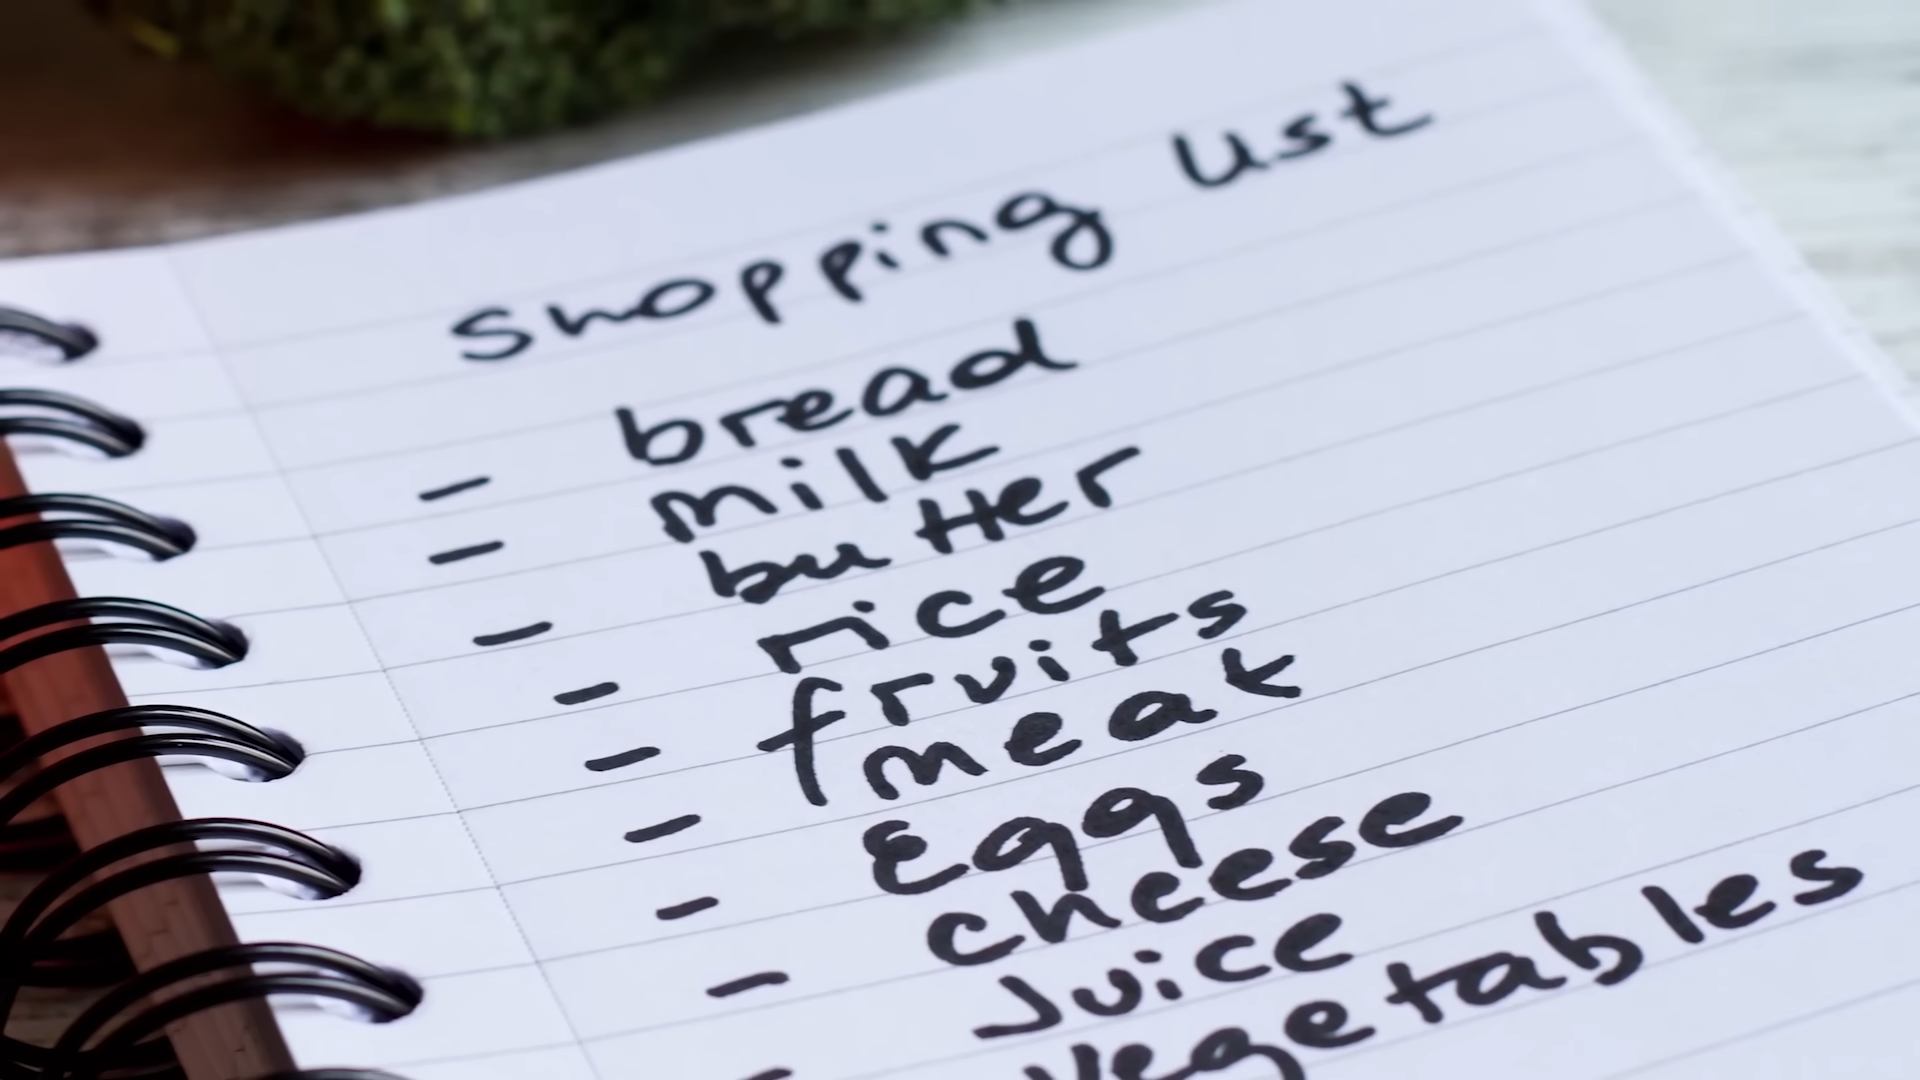 Shopping list
- bread
- milk
- butter
- rice
- fruits
- meat
- Eggs
- cheese
- Juice
vegetables